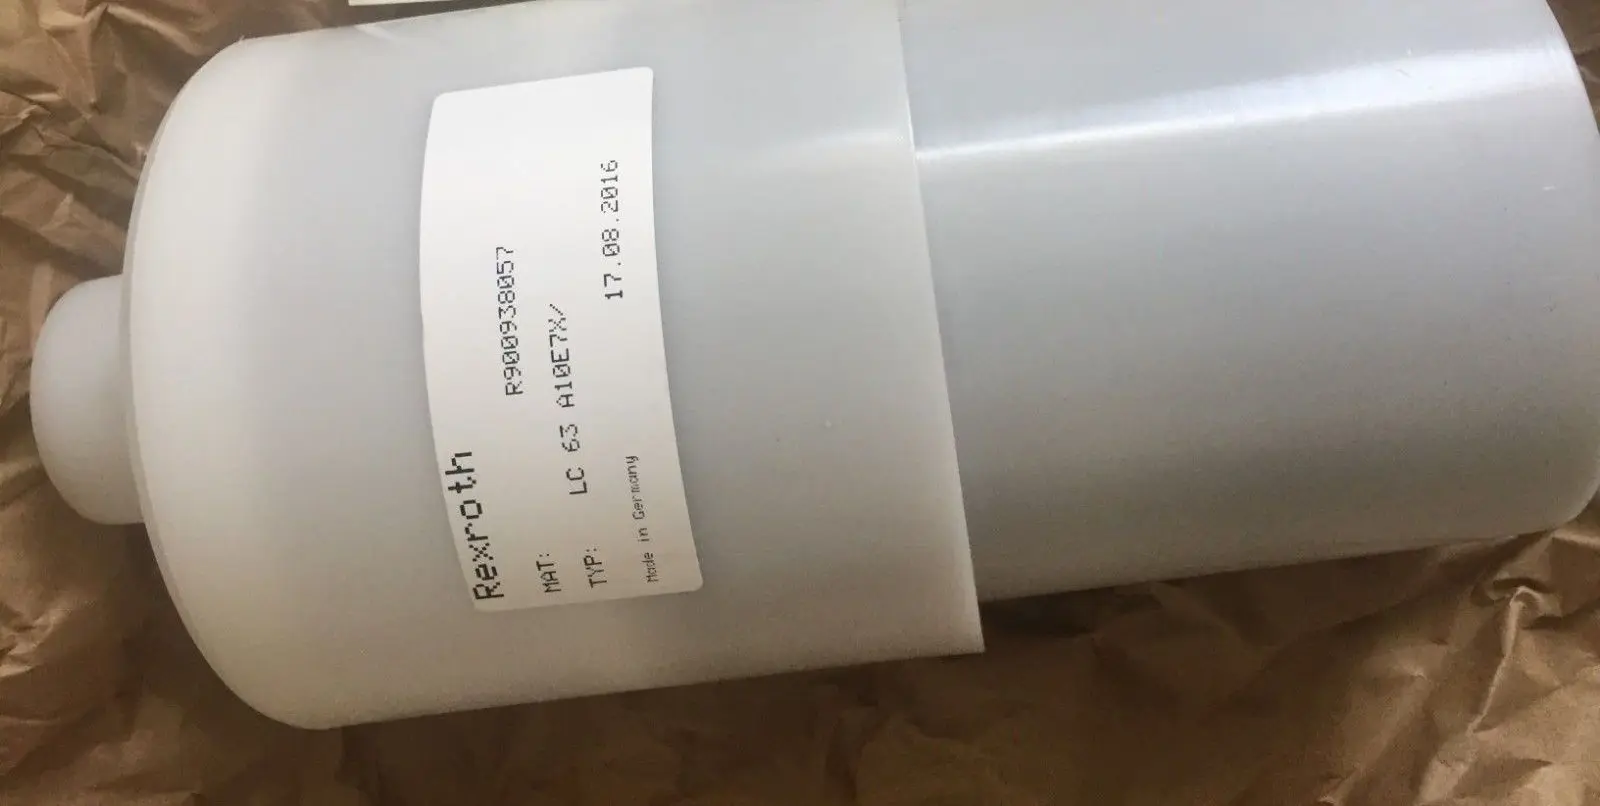 Rexroth
MAT: R900938057
TYP: LC 63 A10E7X/
Made in Germany 17.08.2016